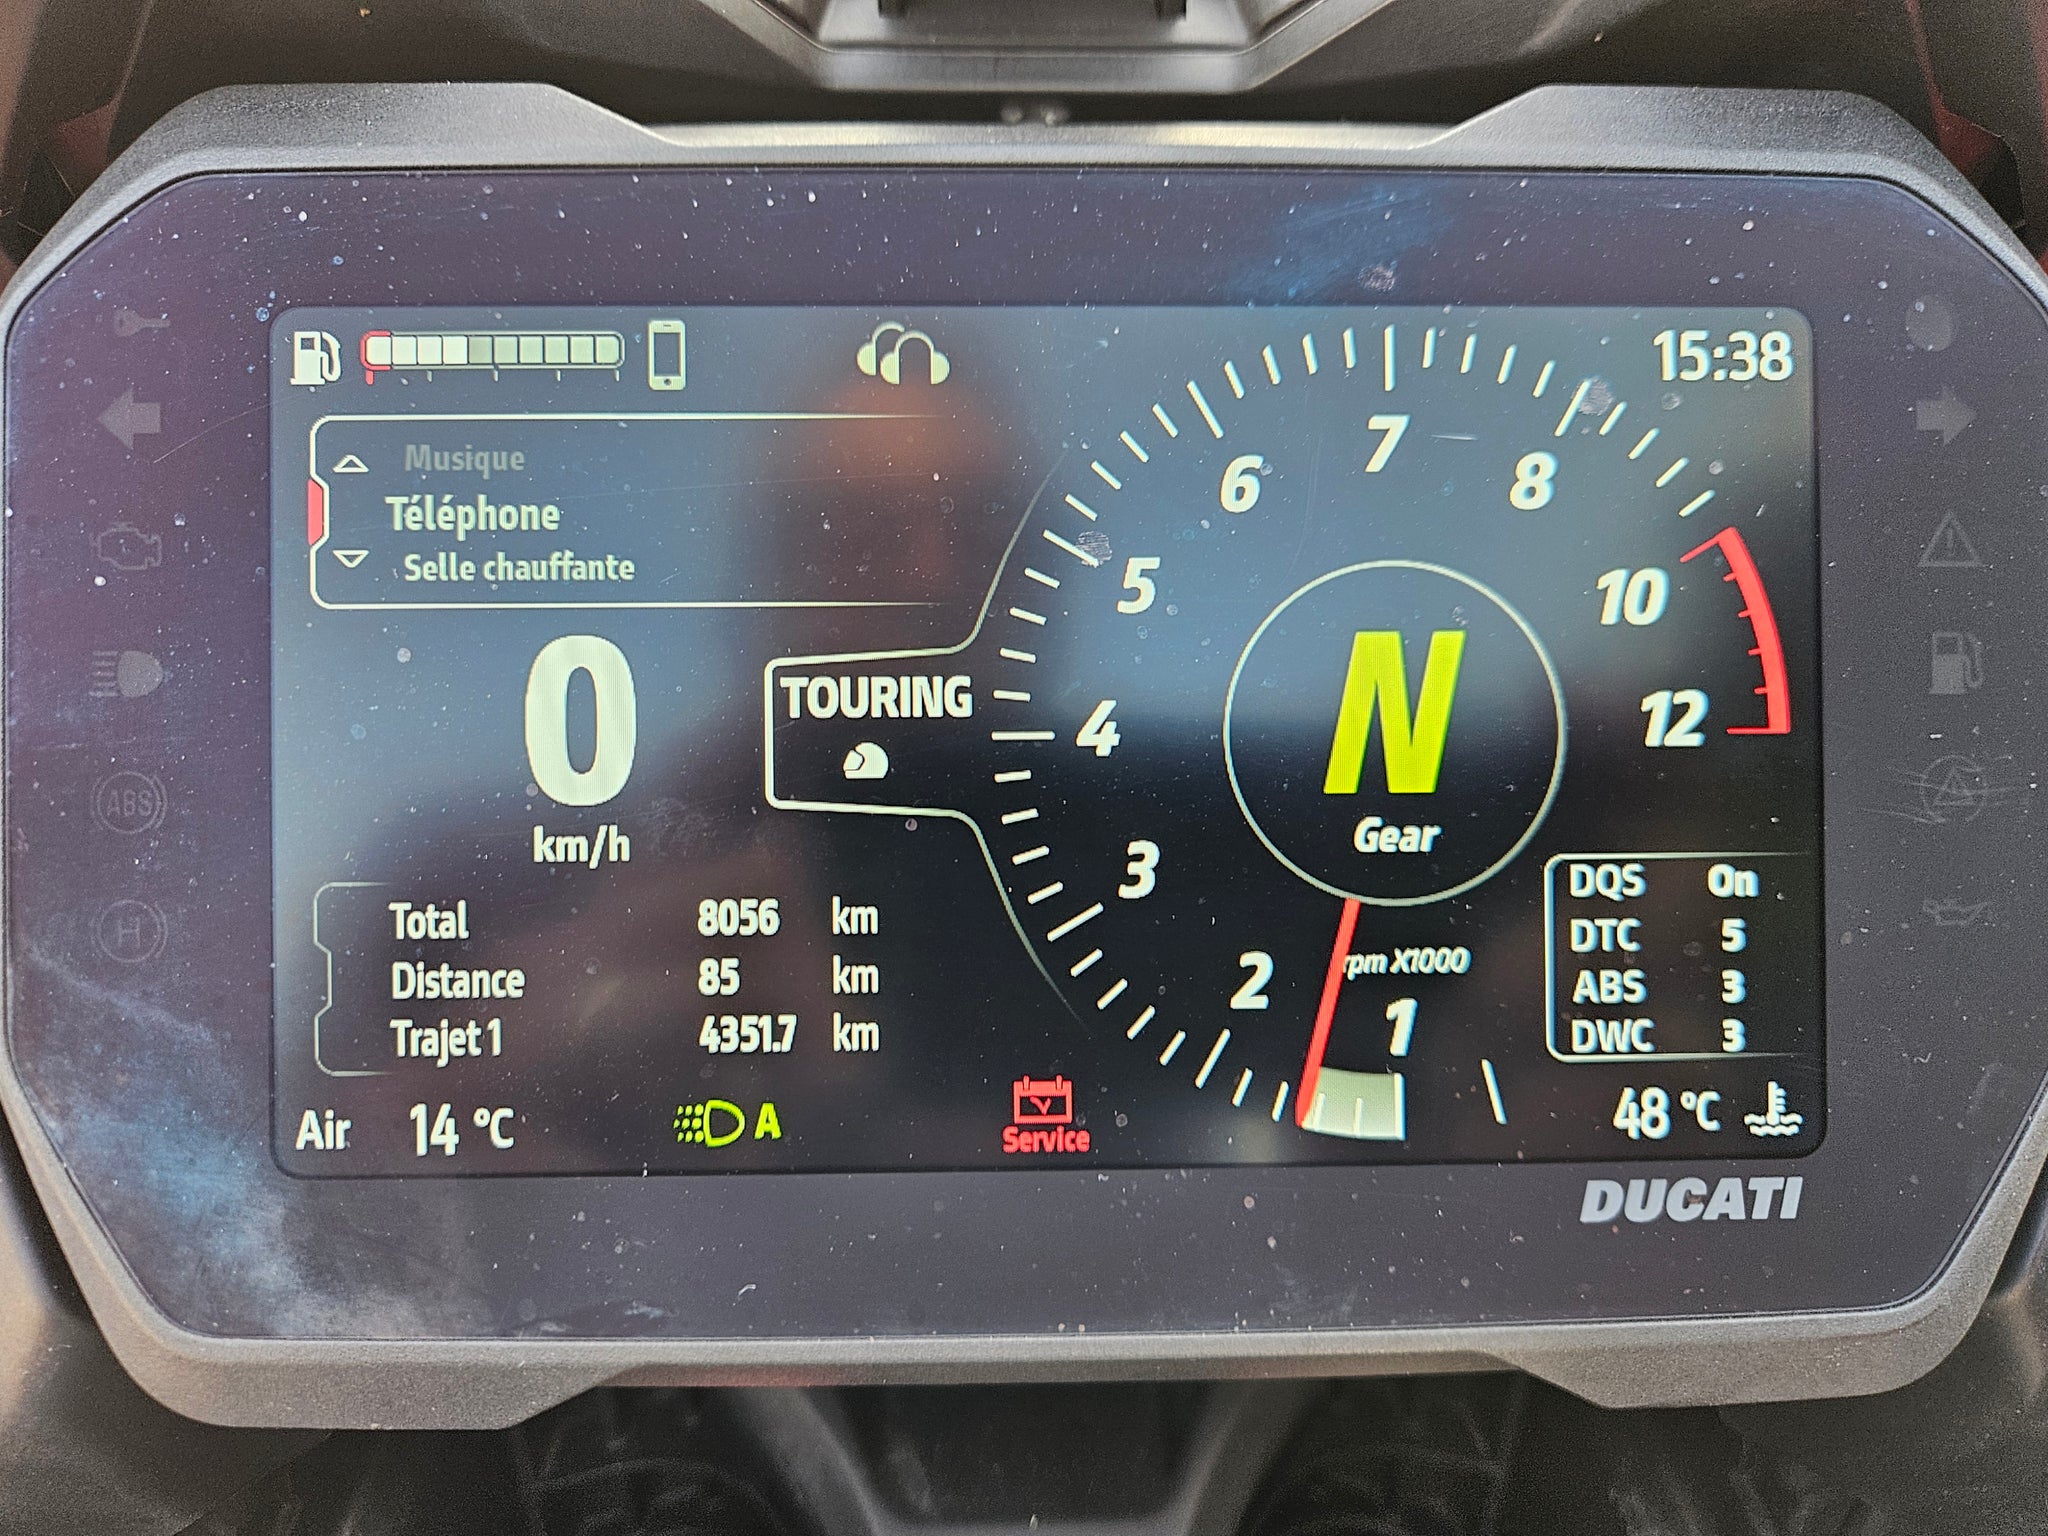 15:38
Musique
Téléphone
Selle chauffante
0
km/h
TOURING
Total 8056 km
Distance 85 km
Trajet 1 4351.7 km
Air 14 °C
A
Service
1
2
3
4
5
6
7
8
10
12
rpm X1000
N
Gear
DQS On
DTC 5
ABS 3
DWC 3
48 °C
DUCATI
ABS
H